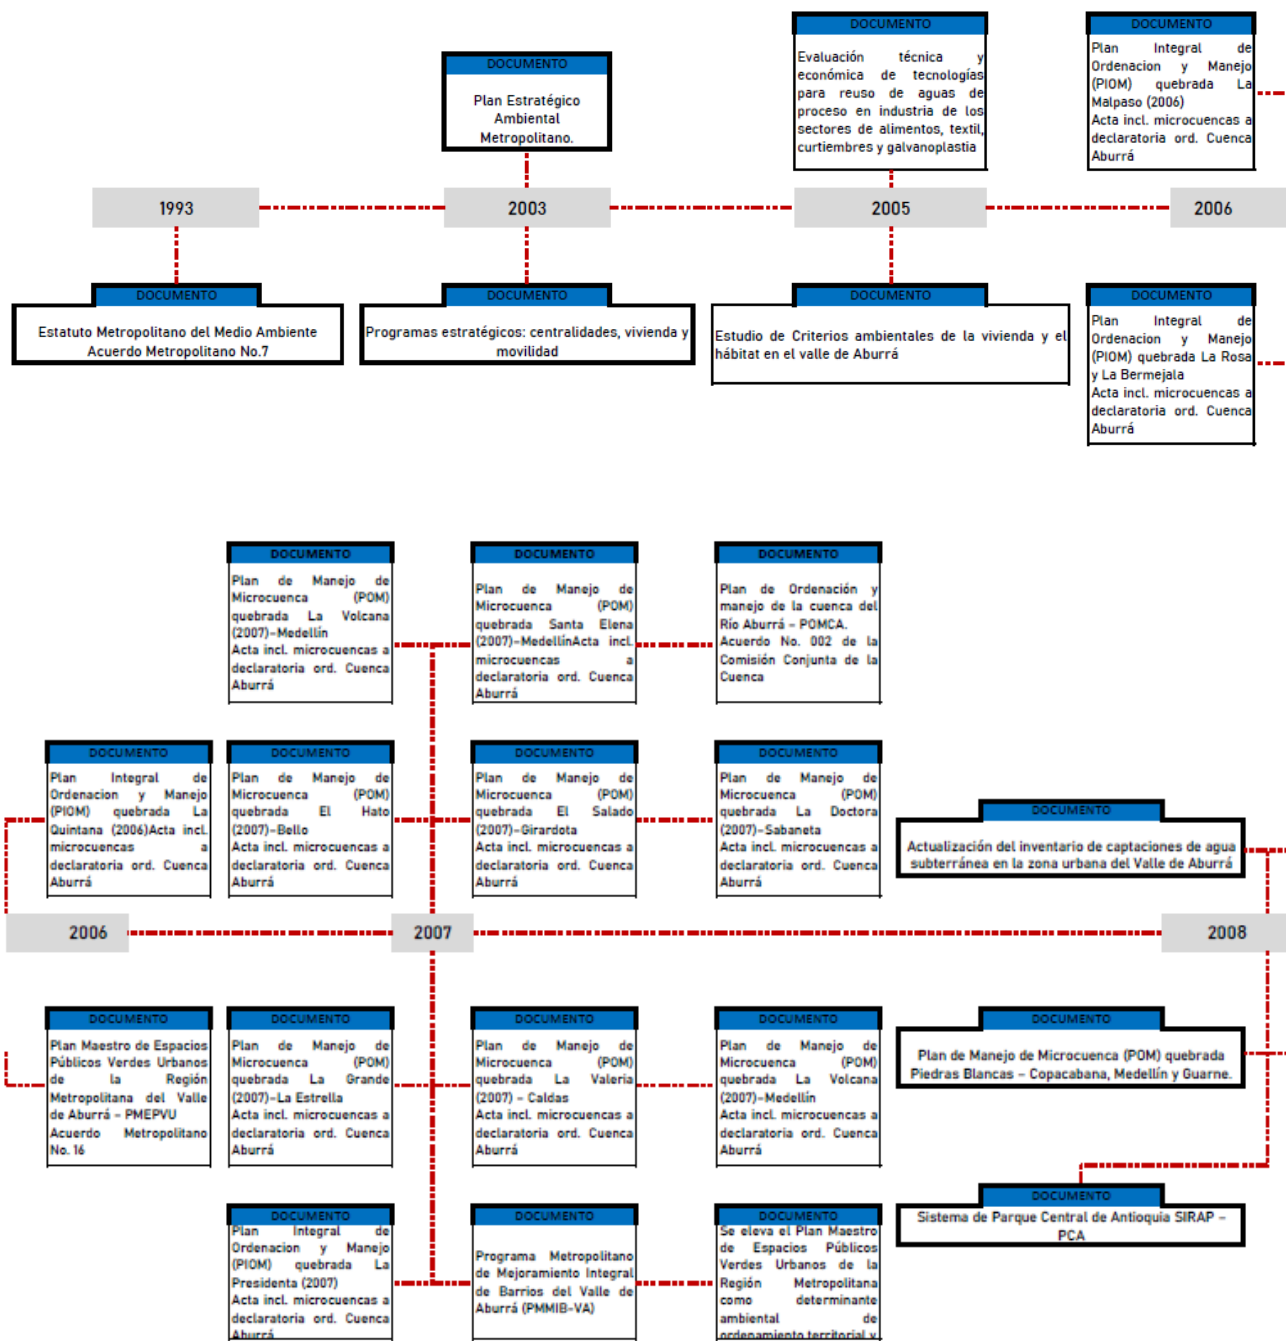 DOCUMENTO
Plan Estratégico
Ambiental
Metropolitano.
DOCUMENTO
Evaluación técnica y
económica de tecnologías
para reuso de aguas de
proceso en industria de los
sectores de alimentos, textil,
curtiembres y galvanoplastia
DOCUMENTO
Plan Integral de
Ordenacion y Manejo
(PIOM) quebrada La
Malpaso (2006)
Acta incl. microcuencas a
declaratoria ord. Cuenca
Aburrá
1993
2003
2005
2006
DOCUMENTO
Estatuto Metropolitano del Medio Ambiente
Acuerdo Metropolitano No.7
DOCUMENTO
Programas estratégicos: centralidades, vivienda y
movilidad
DOCUMENTO
Estudio de Criterios ambientales de la vivienda y el
hábitat en el valle de Aburrá
DOCUMENTO
Plan Integral de
Ordenacion y Manejo
(PIOM) quebrada La Rosa
y La Bermejala
Acta incl. microcuencas a
declaratoria ord. Cuenca
Aburrá
DOCUMENTO
Plan de Manejo de
Microcuenca (POM)
quebrada La Volcana
(2007)-Medellín
Acta incl. microcuencas a
declaratoria ord. Cuenca
Aburrá
DOCUMENTO
Plan de Manejo de
Microcuenca (POM)
quebrada Santa Elena
(2007)-MedellínActa incl.
microcuencas a
declaratoria ord. Cuenca
Aburrá
DOCUMENTO
Plan de Ordenación y
manejo de la cuenca del
Río Aburrá – POMCA.
Acuerdo No. 002 de la
Comisión Conjunta de la
Cuenca
DOCUMENTO
Plan Integral de
Ordenacion y Manejo
(PIOM) quebrada La
Quintana (2006)Acta incl.
microcuencas a
declaratoria ord. Cuenca
Aburrá
DOCUMENTO
Plan de Manejo de
Microcuenca (POM)
quebrada El Hato
(2007)-Bello
Acta incl. microcuencas a
declaratoria ord. Cuenca
Aburrá
DOCUMENTO
Plan de Manejo de
Microcuenca (POM)
quebrada El Salado
(2007)-Girardota
Acta incl. microcuencas a
declaratoria ord. Cuenca
Aburrá
DOCUMENTO
Plan de Manejo de
Microcuenca (POM)
quebrada La Doctora
(2007)-Sabaneta
Acta incl. microcuencas a
declaratoria ord. Cuenca
Aburrá
DOCUMENTO
Actualización del inventario de captaciones de agua
subterránea en la zona urbana del Valle de Aburrá
2006
2007
2008
DOCUMENTO
Plan Maestro de Espacios
Públicos Verdes Urbanos
de la Región
Metropolitana del Valle
de Aburrá – PMEPVU
Acuerdo Metropolitano
No. 16
DOCUMENTO
Plan de Manejo de
Microcuenca (POM)
quebrada La Grande
(2007)-La Estrella
Acta incl. microcuencas a
declaratoria ord. Cuenca
Aburrá
DOCUMENTO
Plan de Manejo de
Microcuenca (POM)
quebrada La Valeria
(2007) – Caldas
Acta incl. microcuencas a
declaratoria ord. Cuenca
Aburrá
DOCUMENTO
Plan de Manejo de
Microcuenca (POM)
quebrada La Volcana
(2007)-Medellín
Acta incl. microcuencas a
declaratoria ord. Cuenca
Aburrá
DOCUMENTO
Plan de Manejo de Microcuenca (POM) quebrada
Piedras Blancas – Copacabana, Medellín y Guarne.
DOCUMENTO
Plan Integral de
Ordenacion y Manejo
(PIOM) quebrada La
Presidenta (2007)
Acta incl. microcuencas a
declaratoria ord. Cuenca
Aburrá
DOCUMENTO
Programa Metropolitano
de Mejoramiento Integral
de Barrios del Valle de
Aburrá (PMMIB-VA)
DOCUMENTO
Se eleva el Plan Maestro
de Espacios Públicos
Verdes Urbanos de la
Región Metropolitana
como determinante
ambiental de
ordenamiento territorial y
DOCUMENTO
Sistema de Parque Central de Antioquia SIRAP –
PCA